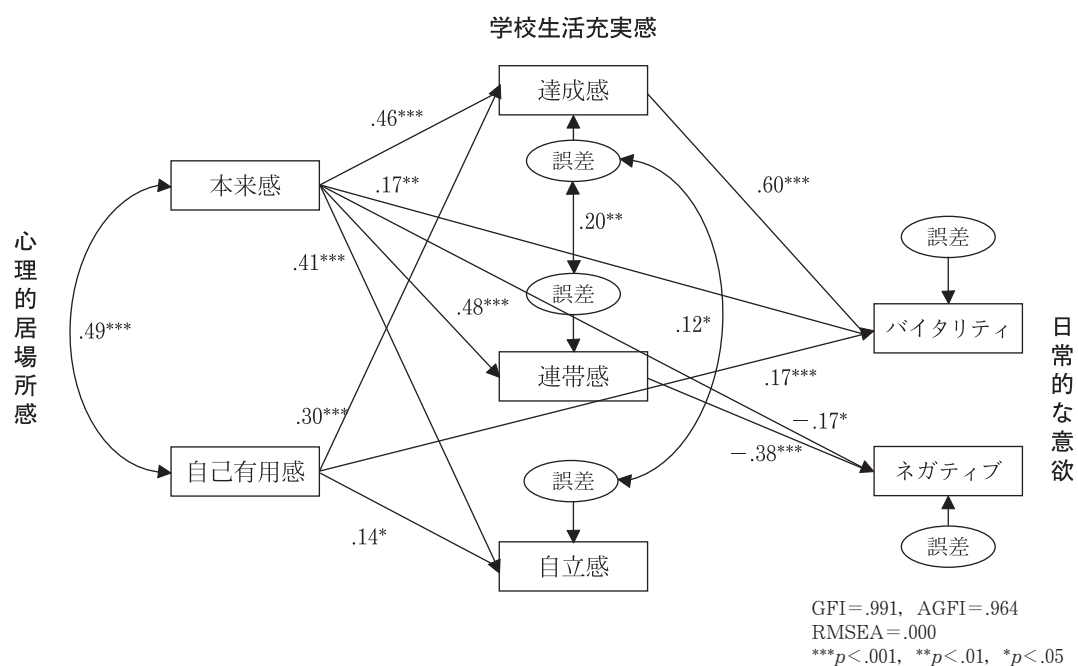 学校生活充実感
達成感
.46***
誤差
本来感
.17**
.60***
.20**
誤差
心理的居場所感
.41***
誤差
.48***
.49***
.12*
バイタリティ
日常的な意欲
連帯感
.17***
.30***
−.17*
−.38***
自己有用感
ネガティブ
誤差
.14*
誤差
自立感
GFI=.991, AGFI=.964
RMSEA=.000
***p<.001, **p<.01, *p<.05